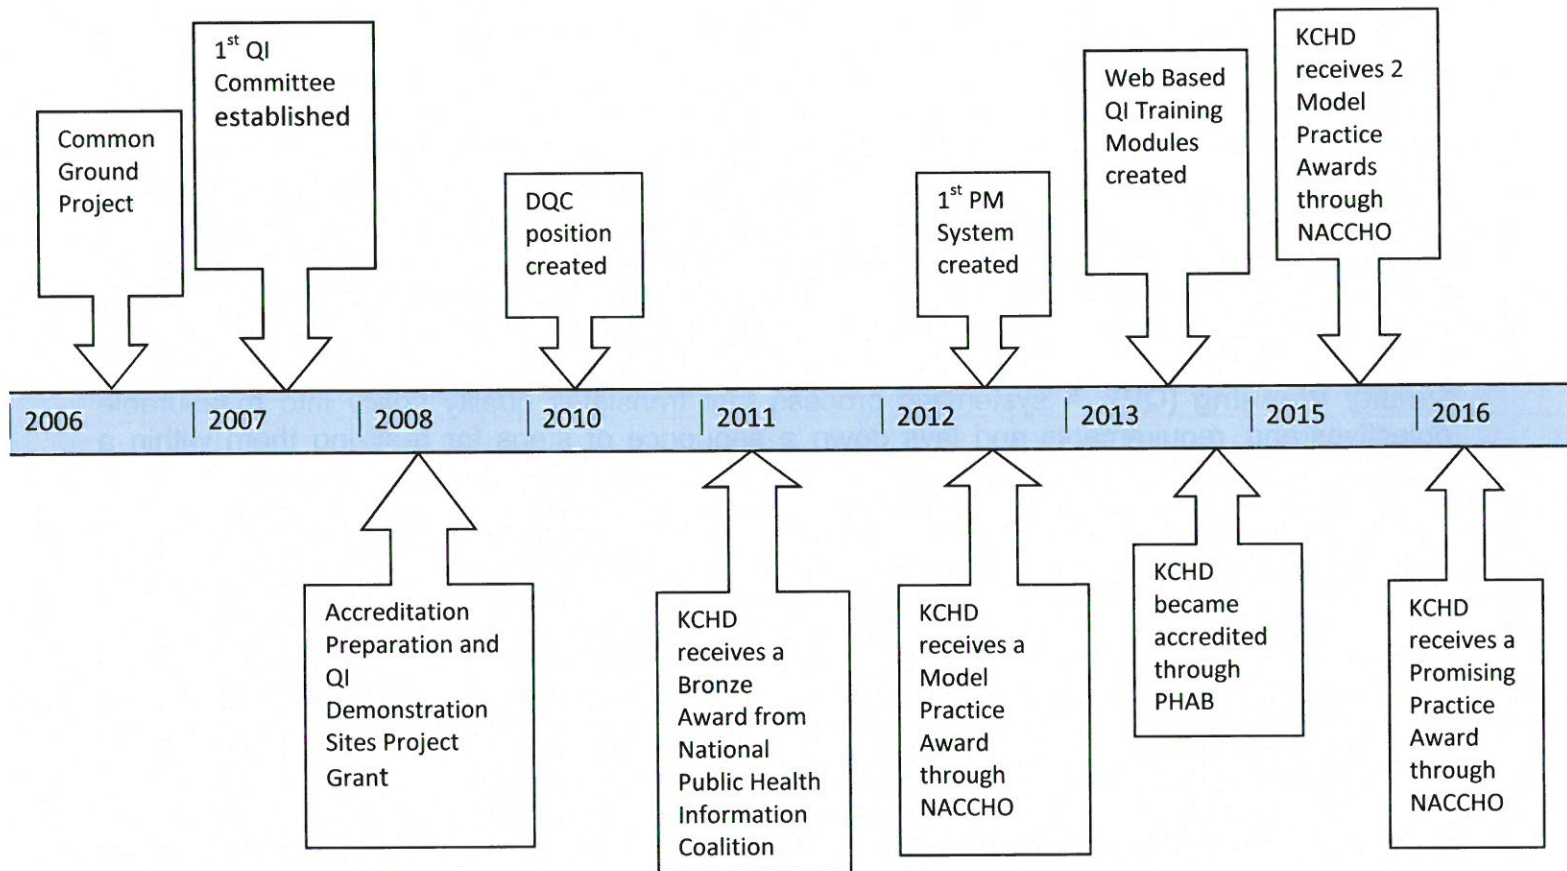 Common
Ground
Project
1st QI
Committee
established
DQC
position
created
1st PM
System
created
Web Based
QI Training
Modules
created
KCHD
receives 2
Model
Practice
Awards
through
NACCHO
2006 2007 2008 2010 2011 2012 2013 2015 2016
Accreditation
Preparation and
QI
Demonstration
Sites Project
Grant
KCHD
receives a
Bronze
Award from
National
Public Health
Information
Coalition
KCHD
receives a
Model
Practice
Award
through
NACCHO
KCHD
became
accredited
through
PHAB
KCHD
receives a
Promising
Practice
Award
through
NACCHO